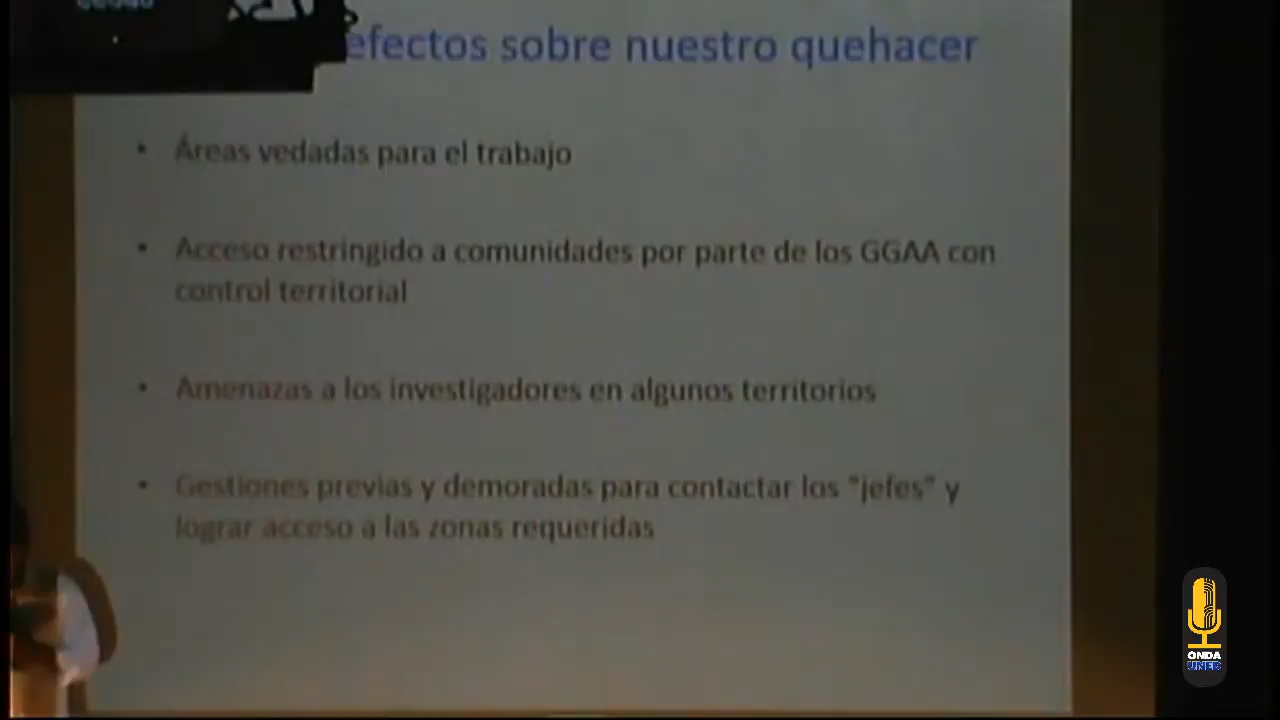 efectos sobre nuestro quehacer
• Áreas vedadas para el trabajo
• Acceso restringido a comunidades por parte de los GGAA con
control territorial
• Amenazas a los investigadores en algunos territorios
• Gestiones previas y demoradas para contactar los "jefes" y
lograr acceso a las zonas requeridas
ONDA
UNED